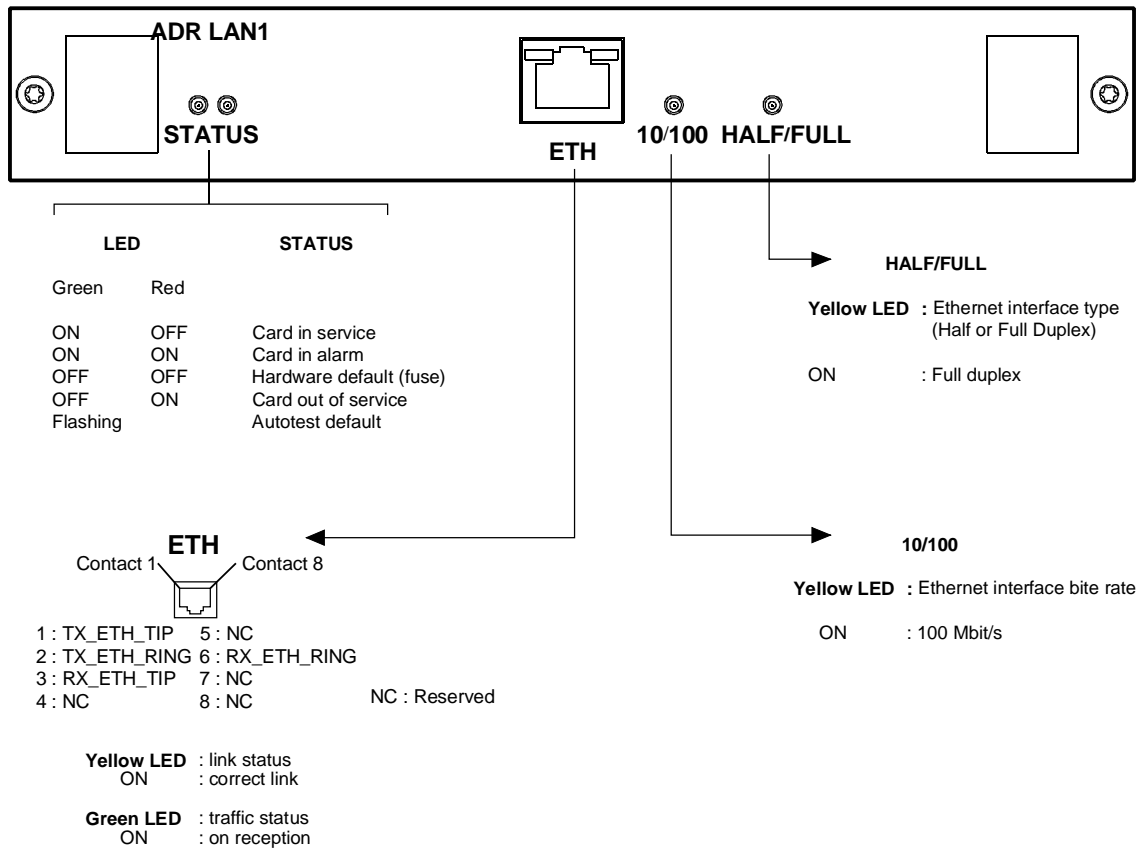 ADR LAN1
STATUS
ETH
10/100 HALF/FULL
LED STATUS
Green Red
ON OFF Card in service
ON ON Card in alarm
OFF OFF Hardware default (fuse)
OFF ON Card out of service
Flashing Autotest default
HALF/FULL
Yellow LED : Ethernet interface type
(Half or Full Duplex)
ON : Full duplex
ETH
Contact 1 Contact 8
1 : TX_ETH_TIP 5 : NC
2 : TX_ETH_RING 6 : RX_ETH_RING
3 : RX_ETH_TIP 7 : NC
4 : NC 8 : NC
NC : Reserved
Yellow LED : link status
ON : correct link
Green LED : traffic status
ON : on reception
10/100
Yellow LED : Ethernet interface bite rate
ON : 100 Mbit/s